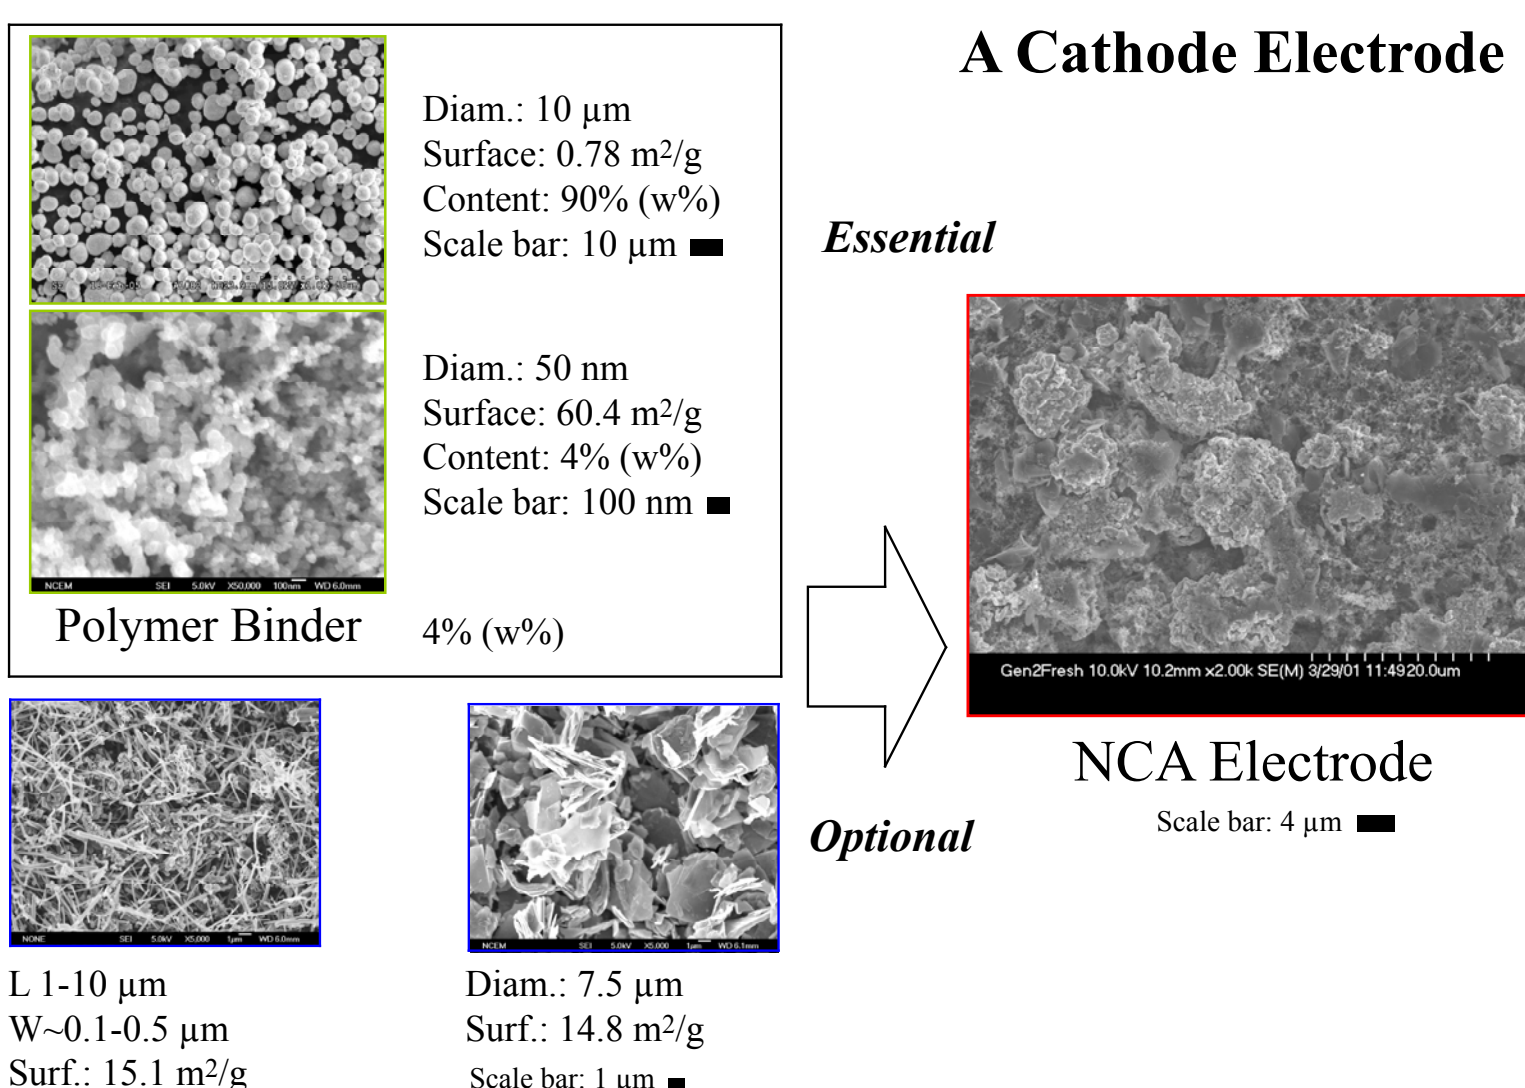 A Cathode Electrode
Diam.: 10 µm
Surface: 0.78 m2/g
Content: 90% (w%)
Scale bar: 10 µm
Essential
Diam.: 50 nm
Surface: 60.4 m2/g
Content: 4% (w%)
Scale bar: 100 nm
NCEM SEI 5.0kV X50,000 100nm WD 6.0mm
Polymer Binder 4% (w%)
Gen2Fresh 10.0kV 10.2mm x2.00k SE(M) 3/29/01 11:49 20.0um
NCA Electrode
Scale bar: 4 µm
Optional
NONE SEI 5.0kV X5,000 1µm WD 6.0mm
NCEM SEI 5.0kV X5,000 1µm WD 6.1mm
L 1-10 µm
W~0.1-0.5 µm
Surf.: 15.1 m2/g
Diam.: 7.5 µm
Surf.: 14.8 m2/g
Scale bar: 1 µm